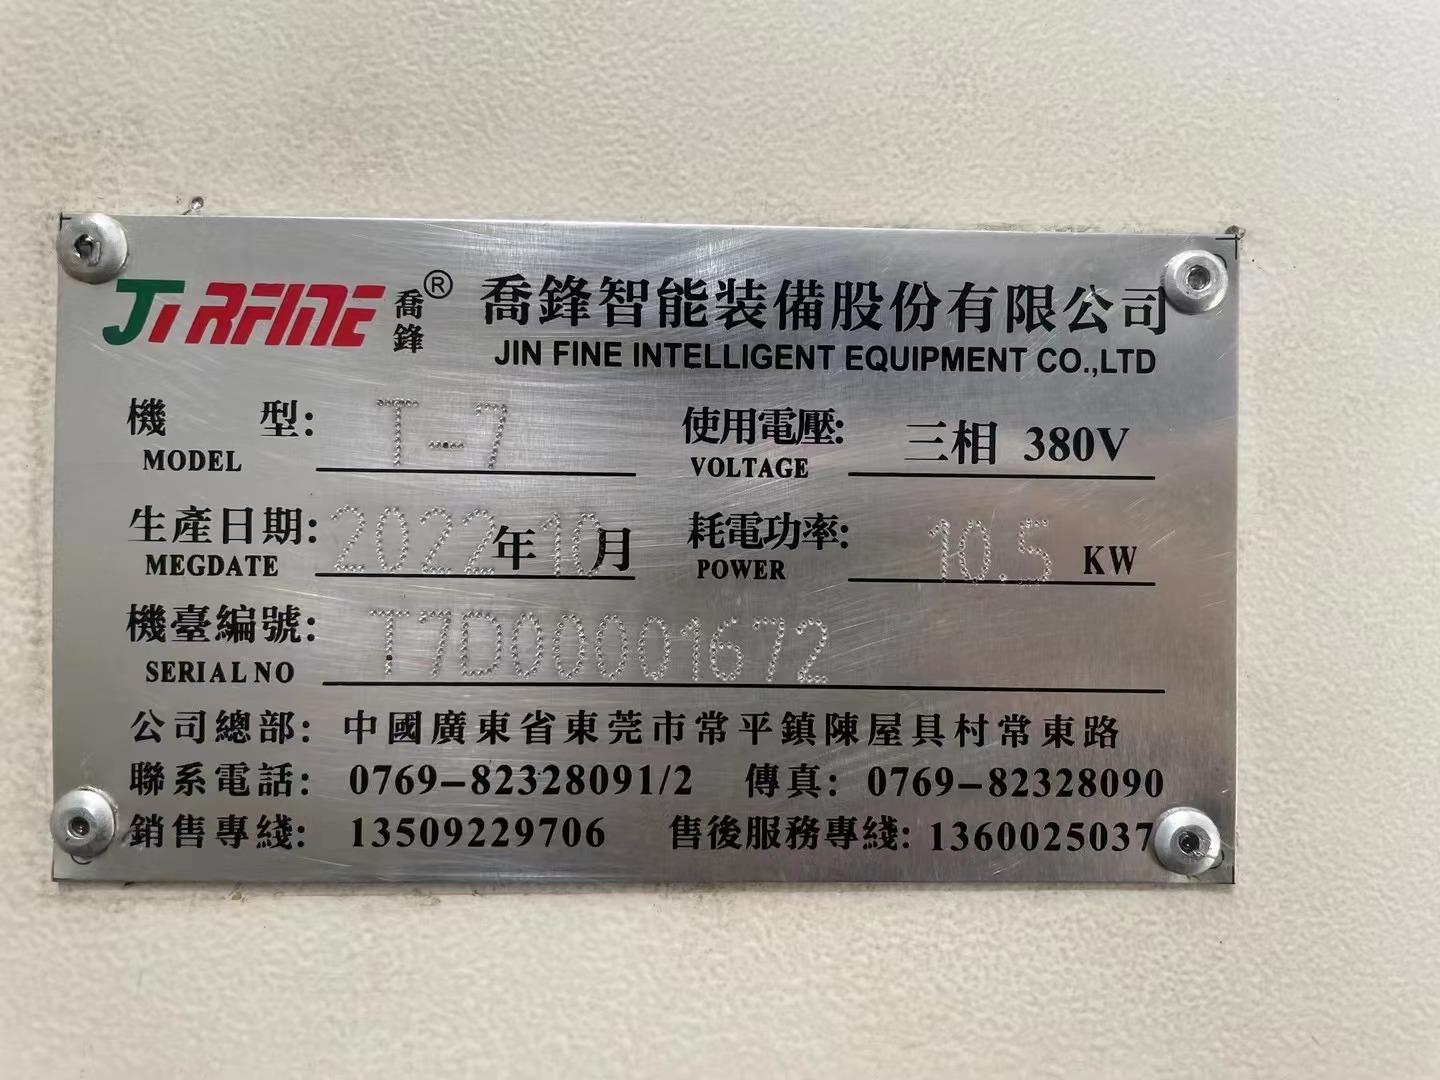 JTRFINE 喬鋒® 喬鋒智能装備股份有限公司
JIN FINE INTELLIGENT EQUIPMENT CO.,LTD
機 型: T-7 使用電壓: 三相 380V
MODEL VOLTAGE
生產日期: 2022年10月 耗電功率: 10.5 KW
MEGDATE POWER
機臺編號: T7D00001672
SERIAL NO
公司總部: 中國廣東省東莞市常平鎮陳屋具村常東路
聯系電話: 0769-82328091/2 傳真: 0769-82328090
銷售專綫: 13509229706 售後服務專綫: 1360025037